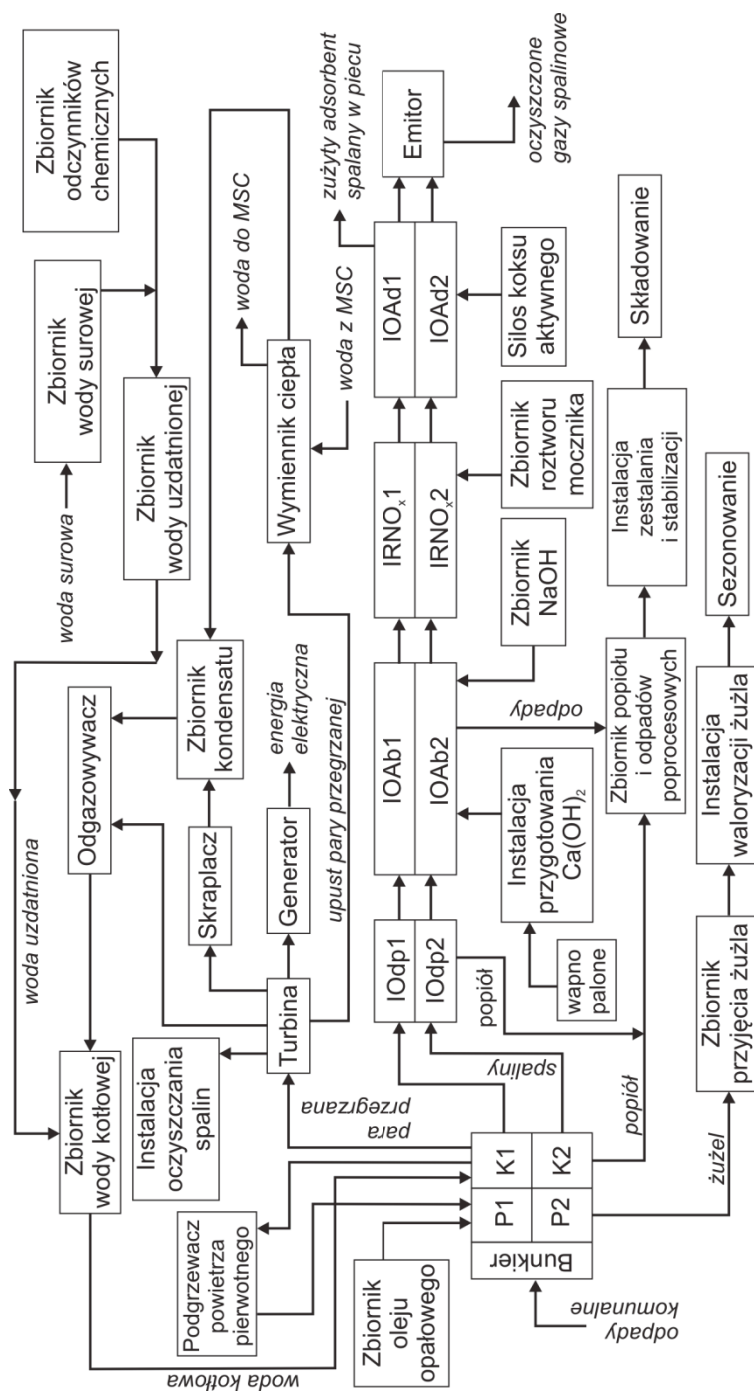 Zbiornik
odczynników
chemicznych
Zbiornik
wody surowej
woda surowa
Zbiornik
wody uzdatnionej
woda uzdatniona
Odgazowywacz
Zbiornik
wody kotłowej
Zbiornik
kondensatu
Skraplacz
Instalacja
oczyszczania
spalin
Generator
energia
elektryczna
Turbina
upust pary przegrzanej
Wymiennik ciepła
woda do MSC
woda z MSC
para
przegrzana
Podgrzewacz
powietrza
pierwotnego
woda kotłowa
Zbiornik
oleju
opałowego
Bunkier
P1
K1
P2
K2
odpady
komunalne
spaliny
IOdp1
IOdp2
popiół
IOAb1
IOAb2
IRNOₓ1
IRNOₓ2
IOAd1
IOAd2
zużyty adsorbent
spalany w piecu
Emitor
oczyszczone
gazy spalinowe
wapno
palone
Instalacja
przygotowania
Ca(OH)₂
odpady
Zbiornik
NaOH
Zbiornik
roztworu
mocznika
Silos koksu
aktywnego
popiół
Zbiornik popiołu
i odpadów
poprocesowych
Instalacja
zestalania
i stabilizacji
Składowanie
żużel
Zbiornik
przyjęcia żużla
Instalacja
waloryzacji żużla
Sezonowanie